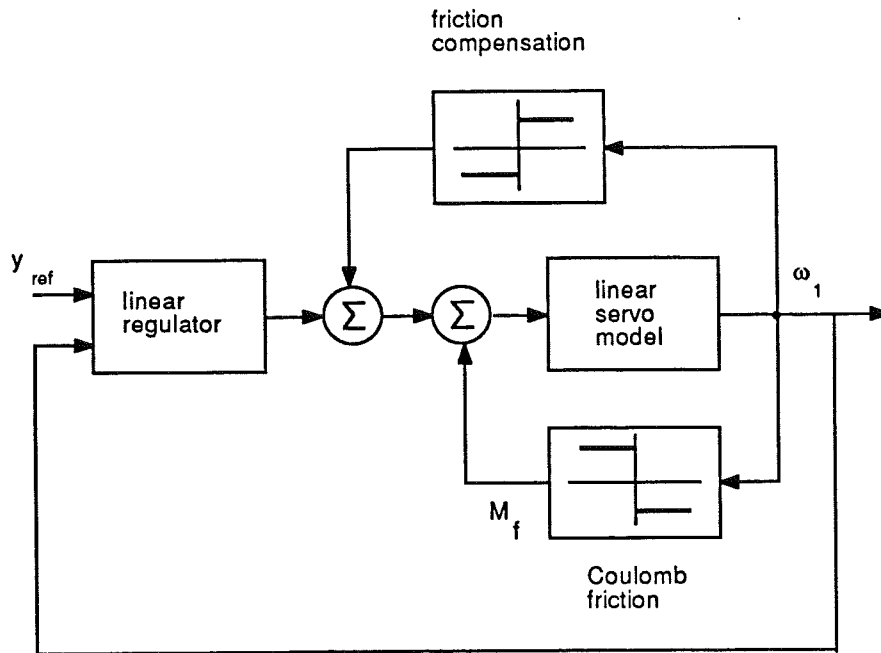 friction
compensation
y ref
linear
regulator
Σ
Σ
linear
servo
model
ω 1
M f
Coulomb
friction